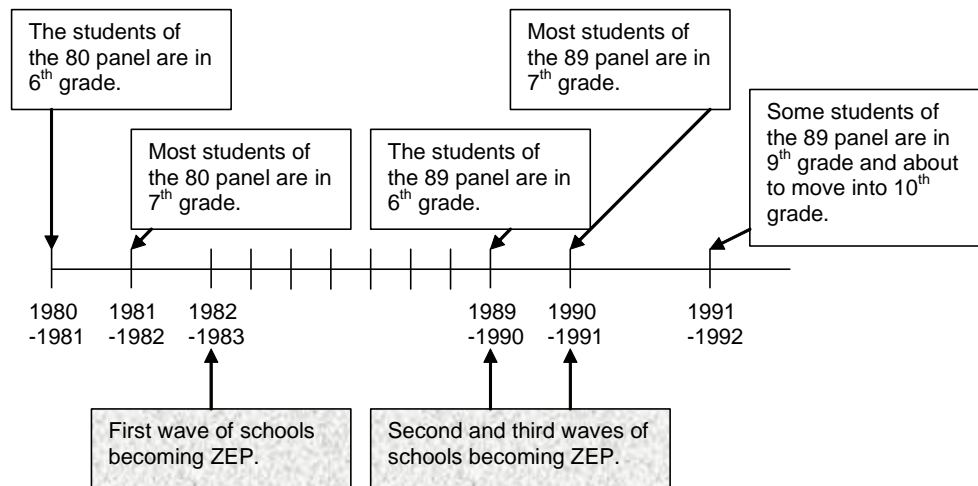 The students of
the 80 panel are in
6th grade.
Most students of
the 89 panel are in
7th grade.
Some students of
the 89 panel are in
9th grade and about
to move into 10th
grade.
Most students of
the 80 panel are in
7th grade.
The students of
the 89 panel are in
6th grade.
1980
-1981
1981
-1982
1982
-1983
1989
-1990
1990
-1991
1991
-1992
First wave of schools
becoming ZEP.
Second and third waves of
schools becoming ZEP.